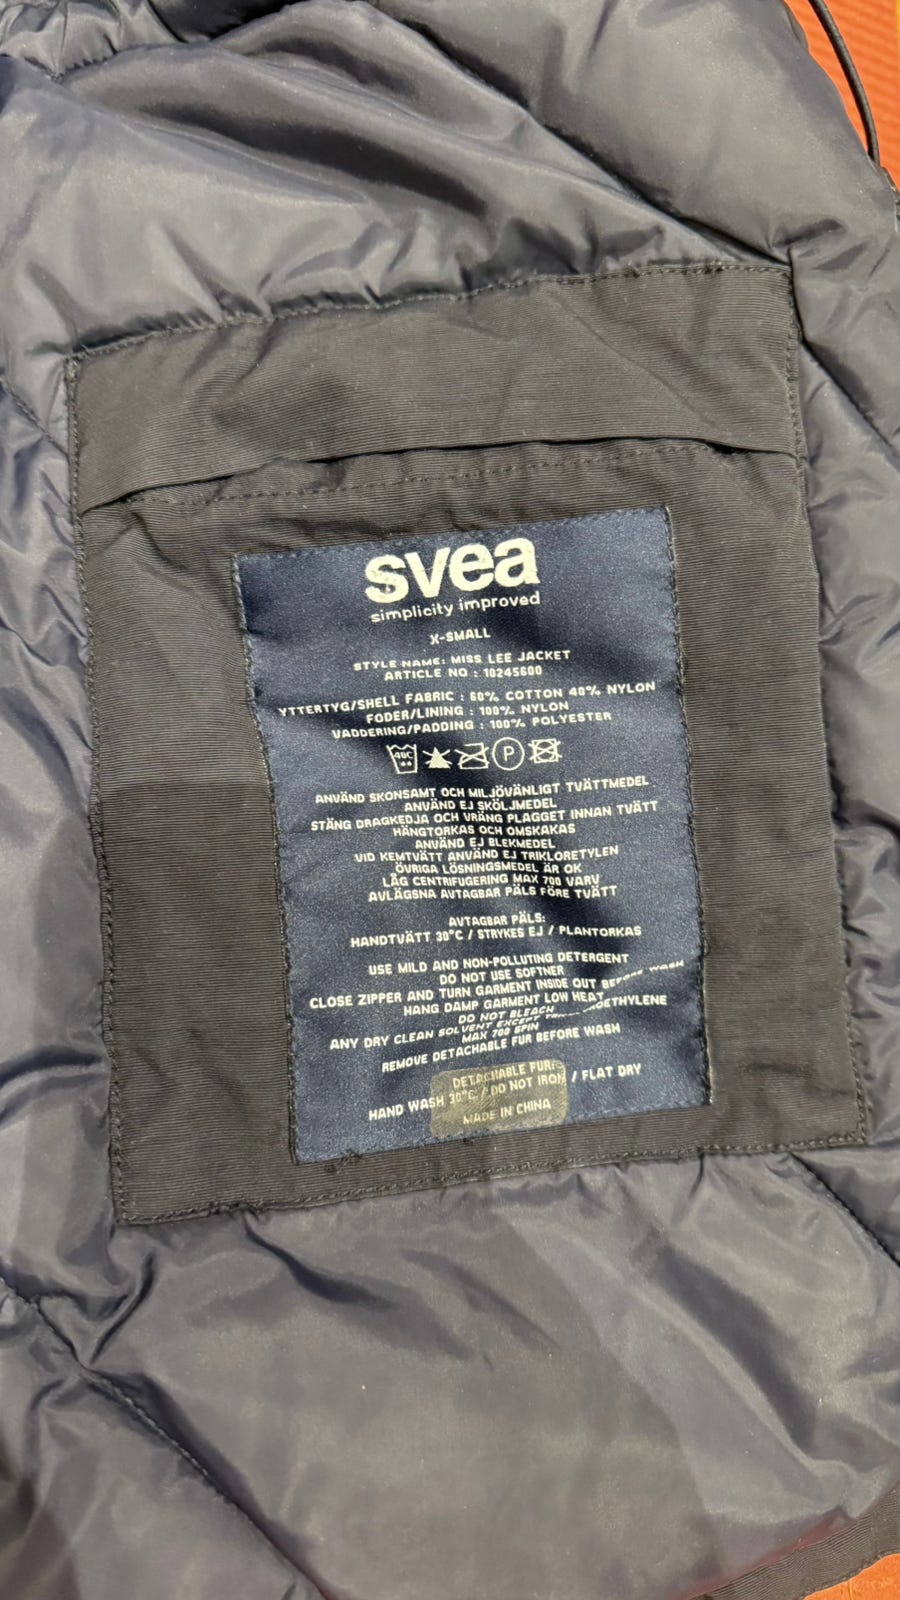 svea
simplicity improved
X-SMALL
STYLE NAME: MISS LEE JACKET
ARTICLE NO : 10245600
YTTERTYG/SHELL FABRIC : 60% COTTON 40% NYLON
FODER/LINING : 100% NYLON
VADDERING/PADDING : 100% POLYESTER
40C
P
ANVÄND SKONSAMT OCH MILJÖVÄNLIGT TVÄTTMEDEL
ANVÄND EJ SKÖLJMEDEL
STÄNG DRAGKEDJA OCH VRÄNG PLAGGET INNAN TVÄTT
HÄNGTORKAS OCH OMSKAKAS
ANVÄND EJ BLEKMEDEL
VID KEMTVÄTT ANVÄND EJ TRIKLORETYLEN
ÖVRIGA LÖSNINGSMEDEL ÄR OK
LÅG CENTRIFUGERING MAX 700 VARV
AVLÄGSNA AVTAGBAR PÄLS FÖRE TVÄTT
AVTAGBAR PÄLS:
HANDTVÄTT 30°C / STRYKES EJ / PLANTORKAS
USE MILD AND NON-POLLUTING DETERGENT
DO NOT USE SOFTNER
CLOSE ZIPPER AND TURN GARMENT INSIDE OUT BEFORE WASH
HANG DAMP GARMENT LOW HEAT
DO NOT BLEACH
ANY DRY CLEAN SOLVENT EXCEPT
MAX 700 SPIN
REMOVE DETACHABLE FUR BEFORE WASH
DETACHABLE FUR:
HAND WASH 30°C / DO NOT IRON / FLAT DRY
MADE IN CHINA